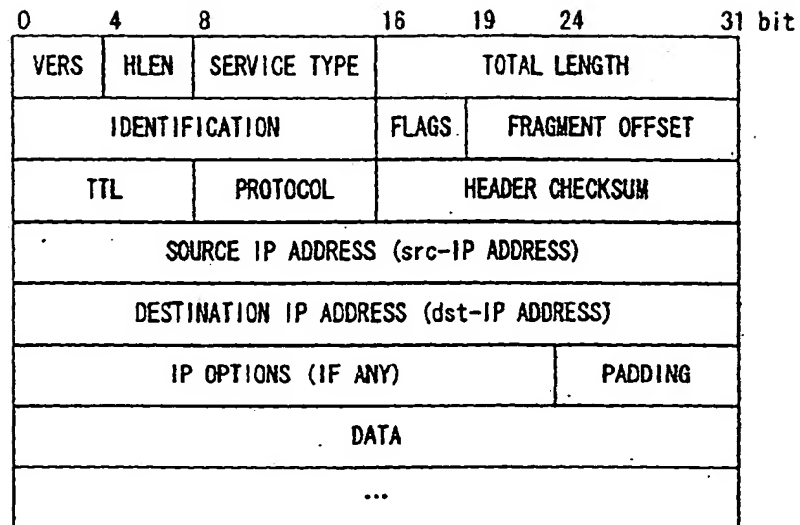 0 4 8 16 19 24 31 bit
VERS HLEN SERVICE TYPE TOTAL LENGTH
IDENTIFICATION FLAGS FRAGMENT OFFSET
TTL PROTOCOL HEADER CHECKSUM
SOURCE IP ADDRESS (src-IP ADDRESS)
DESTINATION IP ADDRESS (dst-IP ADDRESS)
IP OPTIONS (IF ANY) PADDING
DATA
...